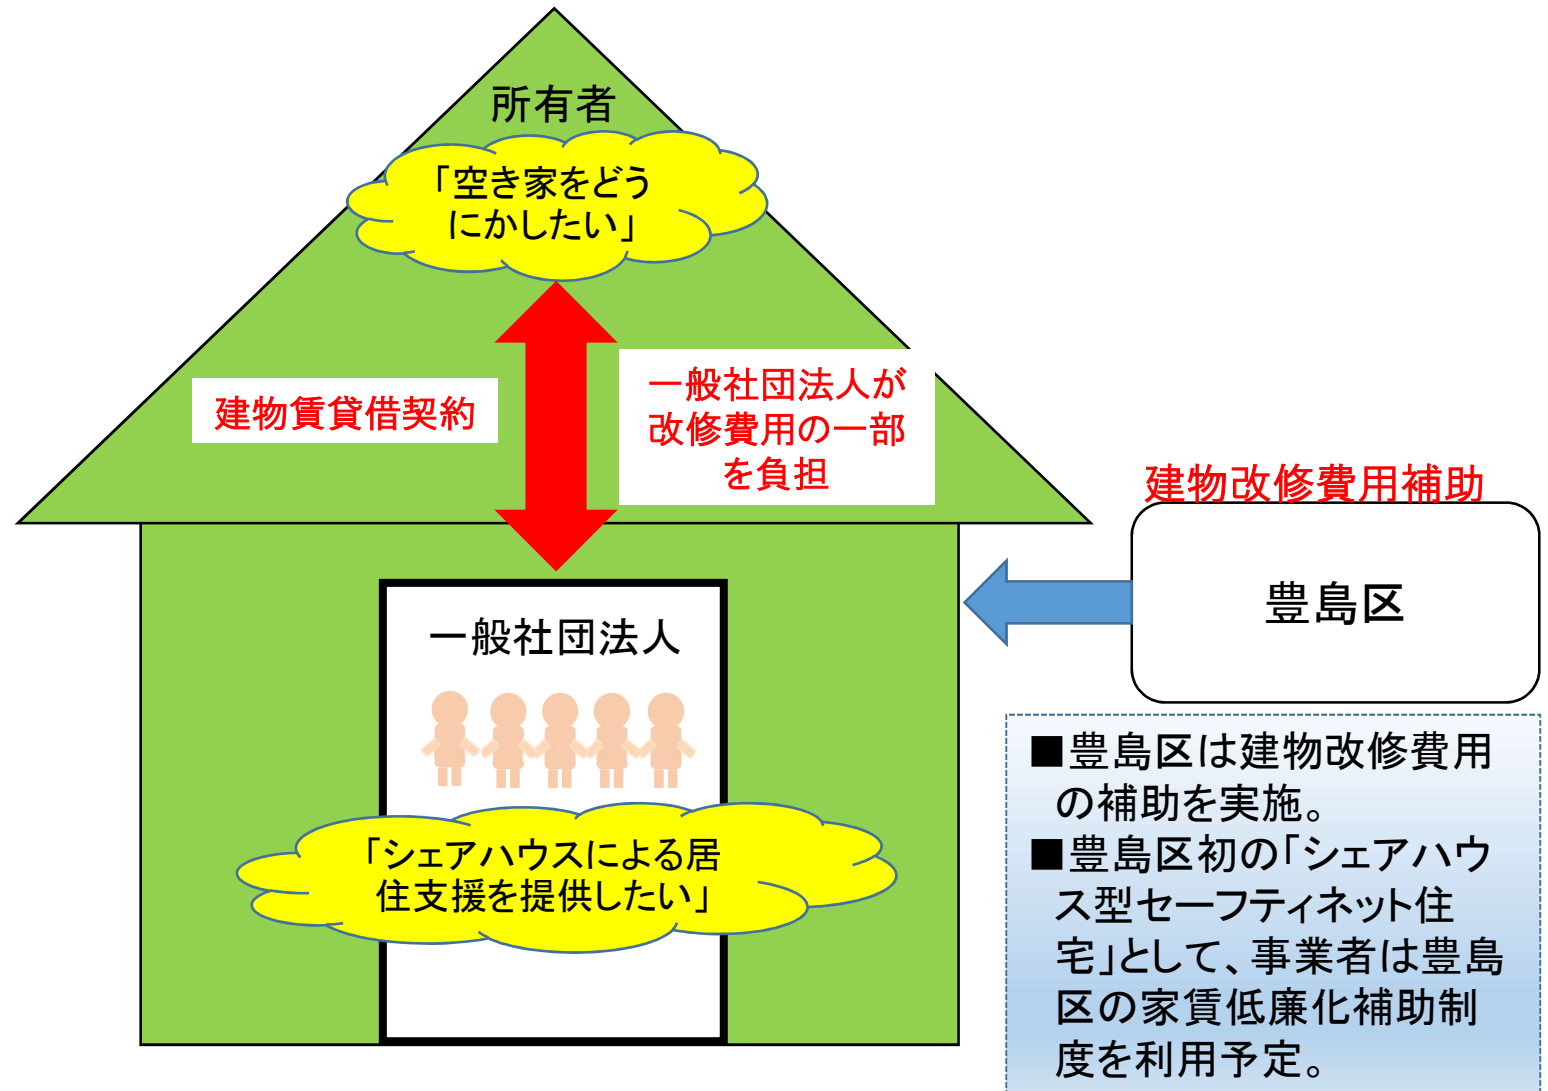 所有者
「空き家をどう
にかしたい」
建物賃貸借契約
一般社団法人が
改修費用の一部
を負担
建物改修費用補助
豊島区
一般社団法人
「シェアハウスによる居
住支援を提供したい」
■豊島区は建物改修費用
の補助を実施。
■豊島区初の「シェアハウ
ス型セーフティネット住
宅」として、事業者は豊島
区の家賃低廉化補助制
度を利用予定。